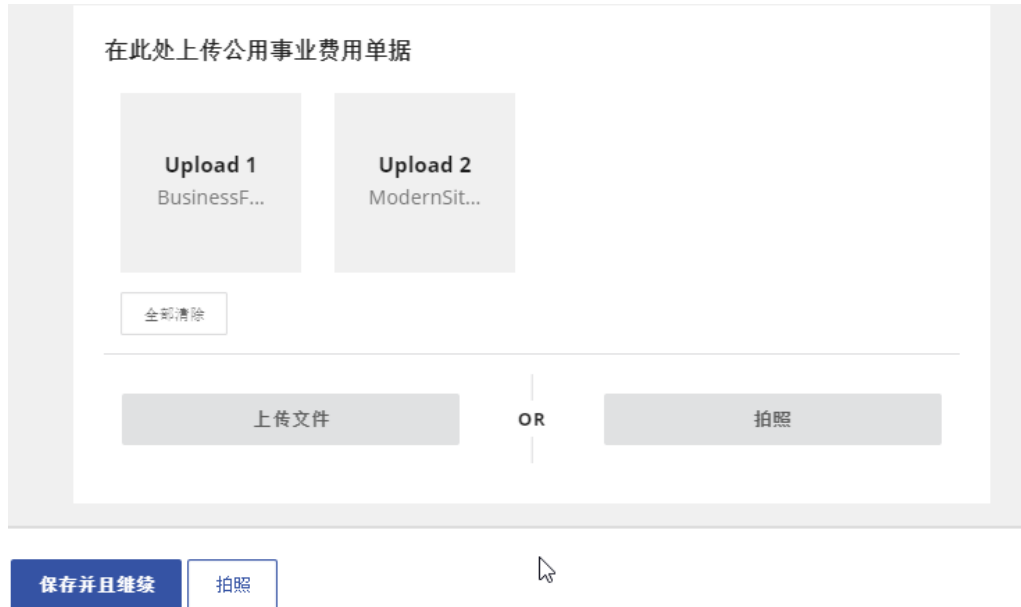 在此处上传公用事业费用单据
Upload 1
BusinessF...
Upload 2
ModernSit...
全部清除
上传文件
OR
拍照
保存并且继续
拍照